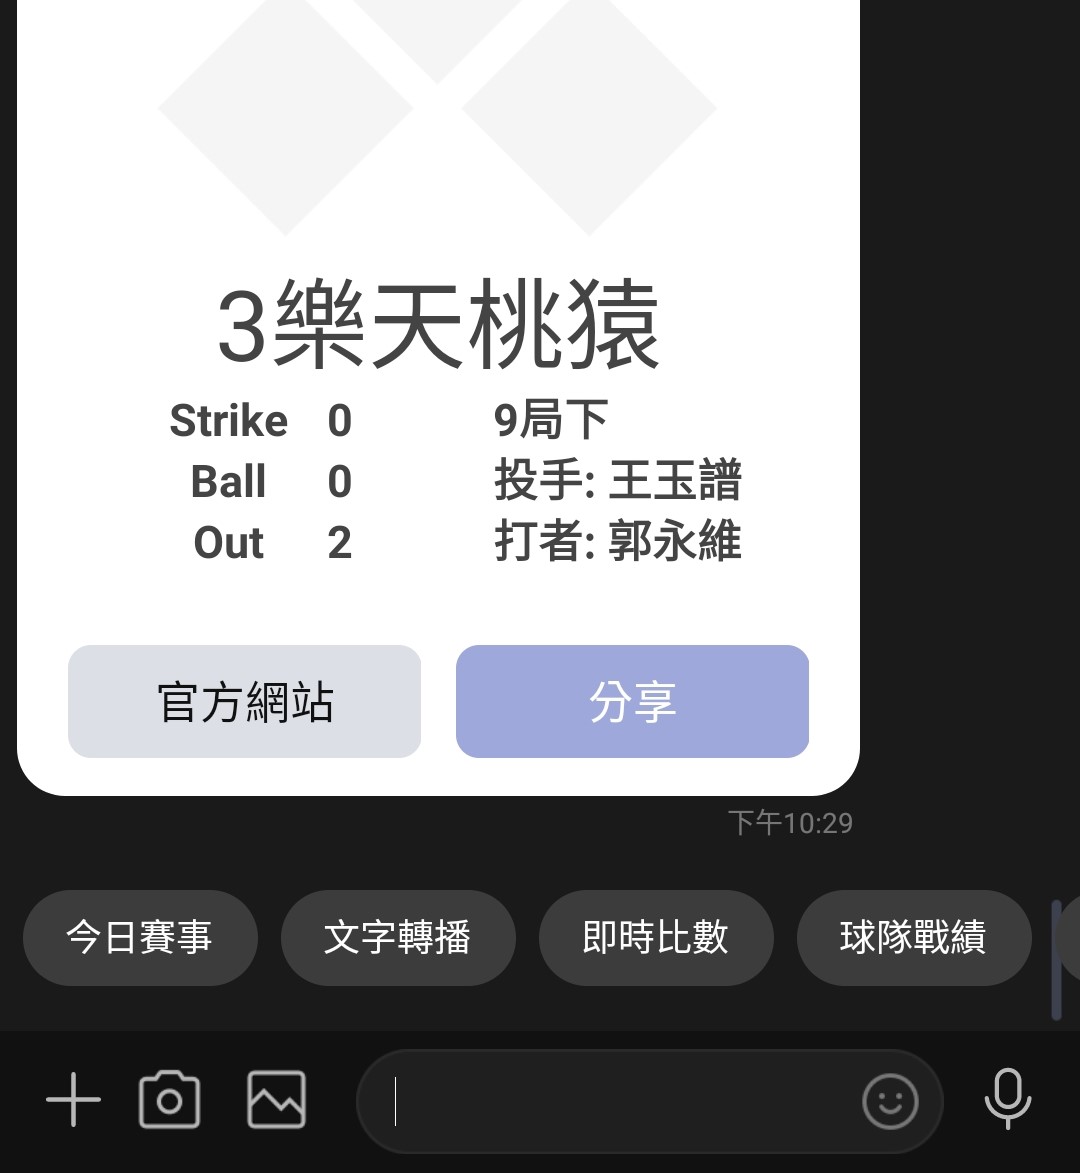 3樂天桃猿
Strike 0 9局下
Ball 0 投手: 王玉譜
Out 2 打者: 郭永維
官方網站 分享
下午10:29
今日賽事 文字轉播 即時比數 球隊戰績